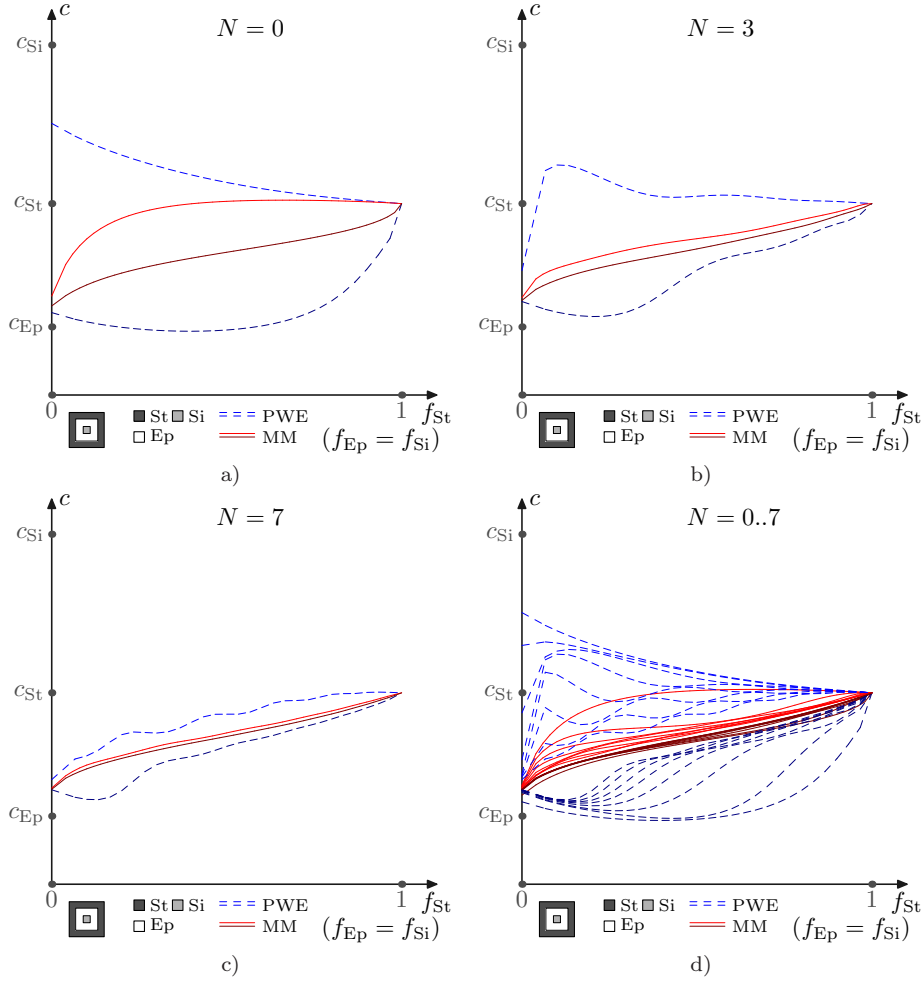 c
N = 0
c_Si
c_St
c_Ep
0
1
f_St
St Si PWE
Ep MM (f_Ep = f_Si)
a)
c
N = 3
c_Si
c_St
c_Ep
0
1
f_St
St Si PWE
Ep MM (f_Ep = f_Si)
b)
c
N = 7
c_Si
c_St
c_Ep
0
1
f_St
St Si PWE
Ep MM (f_Ep = f_Si)
c)
c
N = 0..7
c_Si
c_St
c_Ep
0
1
f_St
St Si PWE
Ep MM (f_Ep = f_Si)
d)